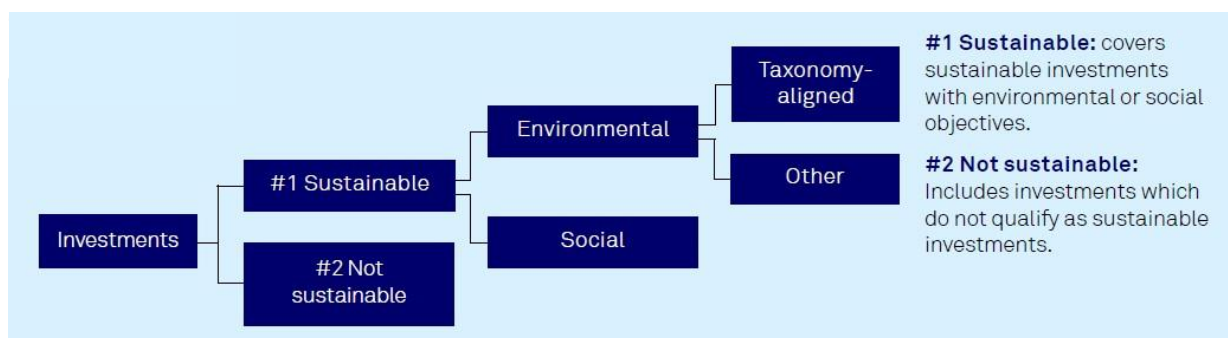 Investments
#1 Sustainable
#2 Not
sustainable
Environmental
Social
Taxonomy-
aligned
Other
#1 Sustainable: covers
sustainable investments
with environmental or social
objectives.
#2 Not sustainable:
Includes investments which
do not qualify as sustainable
investments.